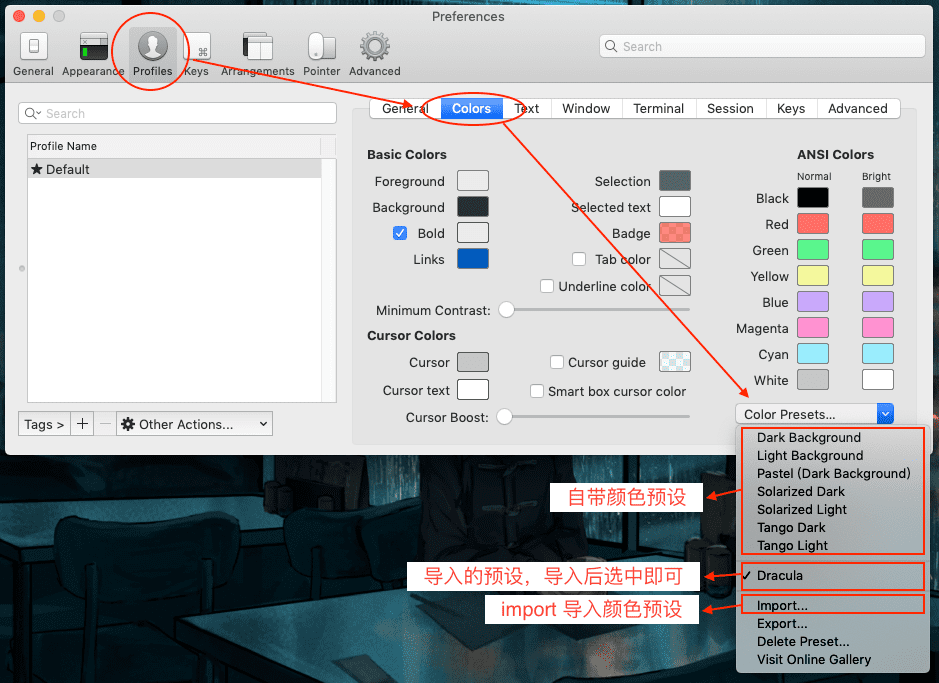 Preferences
General Appearance Profiles Keys Arrangements Pointer Advanced
Search
Search
General Colors Text Window Terminal Session Keys Advanced
Profile Name
★ Default
Basic Colors
Foreground
Background
Bold
Links
Selection
Selected text
Badge
Tab color
Underline color
Minimum Contrast:
Cursor Colors
Cursor
Cursor text
Cursor Boost:
Cursor guide
Smart box cursor color
ANSI Colors
Normal Bright
Black
Red
Green
Yellow
Blue
Magenta
Cyan
White
Tags > + — Other Actions...
Color Presets...
Dark Background
Light Background
Pastel (Dark Background)
Solarized Dark
Solarized Light
Tango Dark
Tango Light
✓ Dracula
Import...
Export...
Delete Preset...
Visit Online Gallery
自带颜色预设
导入的预设，导入后选中即可
import 导入颜色预设